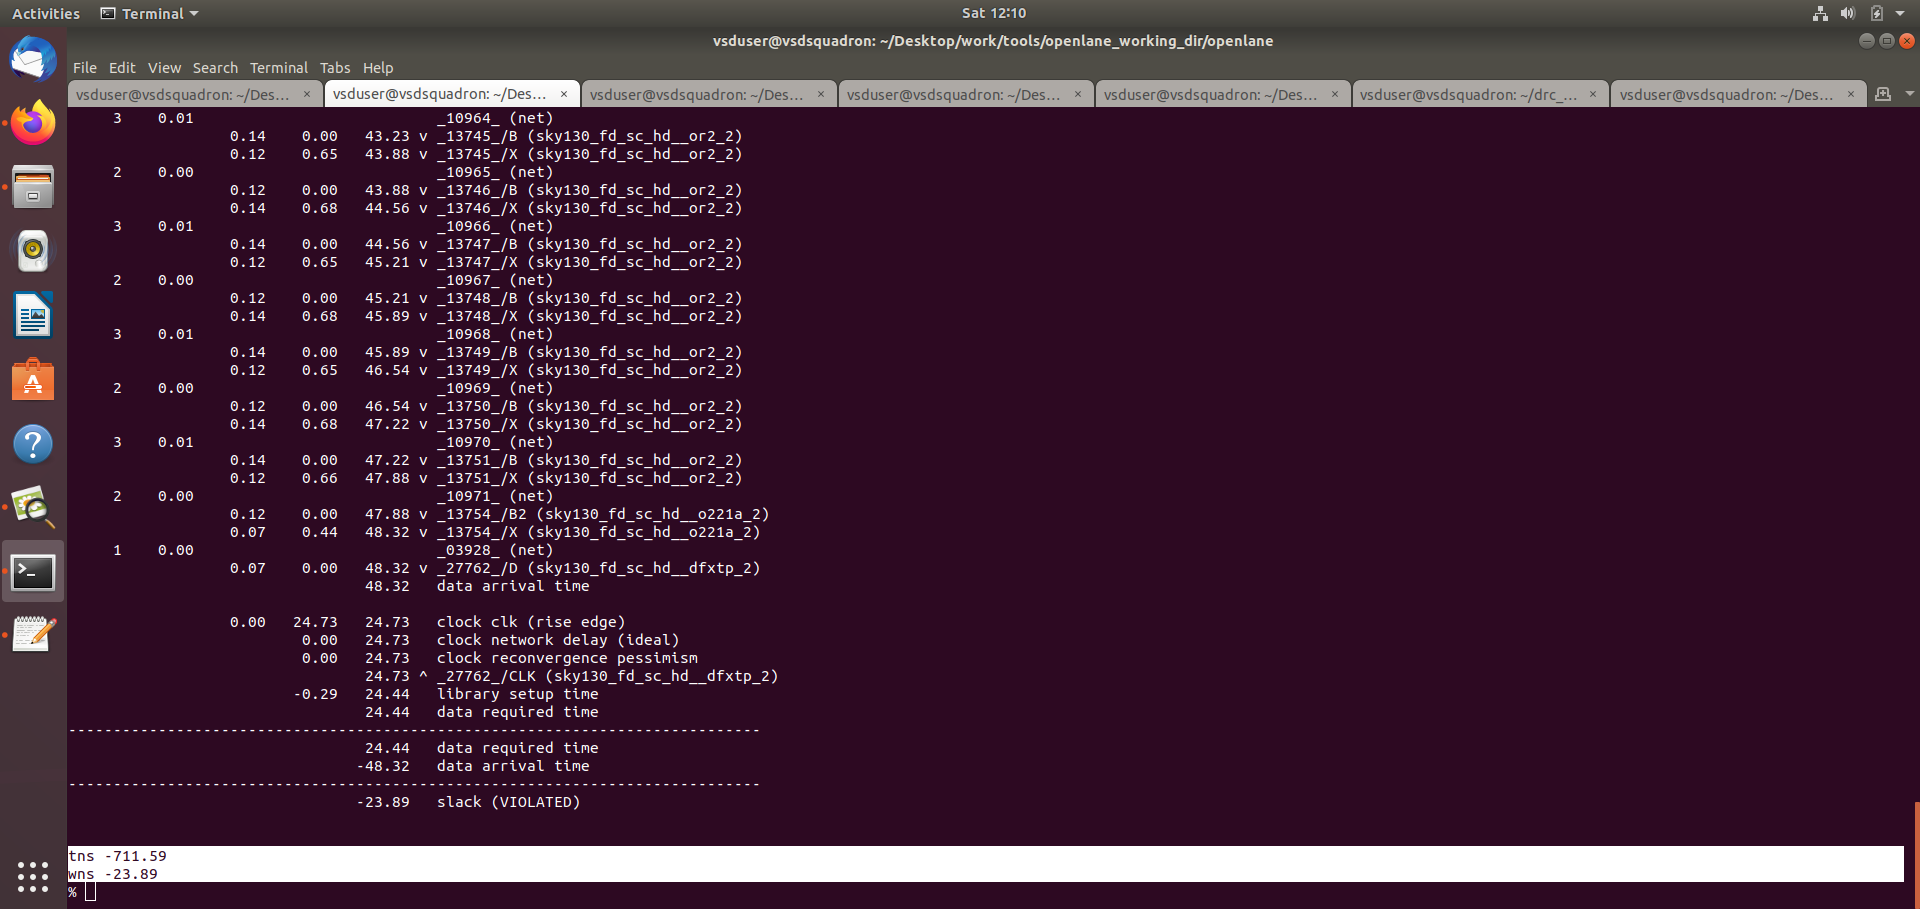 Activities Terminal Sat 12:10
vsduser@vsdsquadron: ~/Desktop/work/tools/openlane_working_dir/openlane
File Edit View Search Terminal Tabs Help
vsduser@vsdsquadron: ~/Des... × vsduser@vsdsquadron: ~/Des... × vsduser@vsdsquadron: ~/Des... × vsduser@vsdsquadron: ~/Des... × vsduser@vsdsquadron: ~/Des... × vsduser@vsdsquadron: ~/drc_... × vsduser@vsdsquadron: ~/Des... ×
3 0.01 _10964_ (net)
0.14 0.00 43.23 v _13745_/B (sky130_fd_sc_hd__or2_2)
0.12 0.65 43.88 v _13745_/X (sky130_fd_sc_hd__or2_2)
2 0.00 _10965_ (net)
0.12 0.00 43.88 v _13746_/B (sky130_fd_sc_hd__or2_2)
0.14 0.68 44.56 v _13746_/X (sky130_fd_sc_hd__or2_2)
3 0.01 _10966_ (net)
0.14 0.00 44.56 v _13747_/B (sky130_fd_sc_hd__or2_2)
0.12 0.65 45.21 v _13747_/X (sky130_fd_sc_hd__or2_2)
2 0.00 _10967_ (net)
0.12 0.00 45.21 v _13748_/B (sky130_fd_sc_hd__or2_2)
0.14 0.68 45.89 v _13748_/X (sky130_fd_sc_hd__or2_2)
3 0.01 _10968_ (net)
0.14 0.00 45.89 v _13749_/B (sky130_fd_sc_hd__or2_2)
0.12 0.65 46.54 v _13749_/X (sky130_fd_sc_hd__or2_2)
2 0.00 _10969_ (net)
0.12 0.00 46.54 v _13750_/B (sky130_fd_sc_hd__or2_2)
0.14 0.68 47.22 v _13750_/X (sky130_fd_sc_hd__or2_2)
3 0.01 _10970_ (net)
0.14 0.00 47.22 v _13751_/B (sky130_fd_sc_hd__or2_2)
0.12 0.66 47.88 v _13751_/X (sky130_fd_sc_hd__or2_2)
2 0.00 _10971_ (net)
0.12 0.00 47.88 v _13754_/B2 (sky130_fd_sc_hd__o221a_2)
0.07 0.44 48.32 v _13754_/X (sky130_fd_sc_hd__o221a_2)
1 0.00 _03928_ (net)
0.07 0.00 48.32 v _27762_/D (sky130_fd_sc_hd__dfxtp_2)
48.32 data arrival time
0.00 24.73 24.73 clock clk (rise edge)
0.00 24.73 clock network delay (ideal)
0.00 24.73 clock reconvergence pessimism
24.73 ^ _27762_/CLK (sky130_fd_sc_hd__dfxtp_2)
-0.29 24.44 library setup time
24.44 data required time
-----------------------------------------------------------------------------
24.44 data required time
-48.32 data arrival time
-----------------------------------------------------------------------------
-23.89 slack (VIOLATED)
tns -711.59
wns -23.89
%